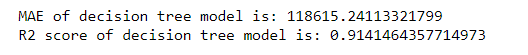 MAE of decision tree model is: 118615.24113321799
R2 score of decision tree model is: 0.9141464357714973